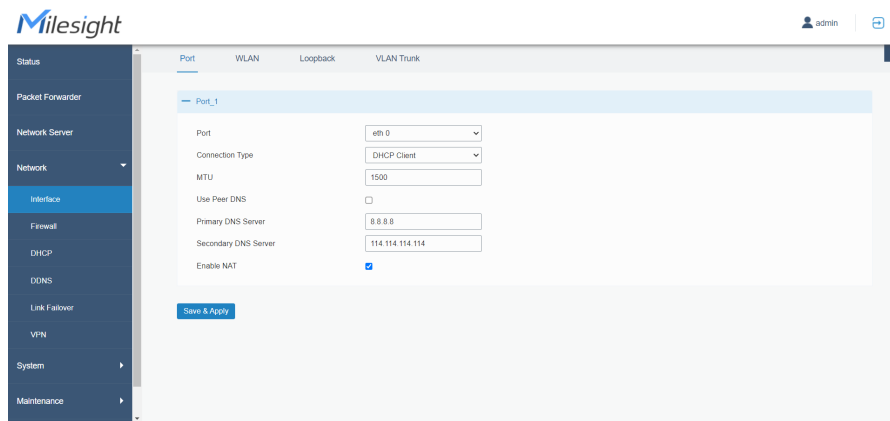 Milesight
admin
Status
Packet Forwarder
Network Server
Network
Interface
Firewall
DHCP
DDNS
Link Failover
VPN
System
Maintenance
Port WLAN Loopback VLAN Trunk
Port_1
Port eth 0
Connection Type DHCP Client
MTU 1500
Use Peer DNS
Primary DNS Server 8.8.8.8
Secondary DNS Server 114.114.114.114
Enable NAT
Save & Apply